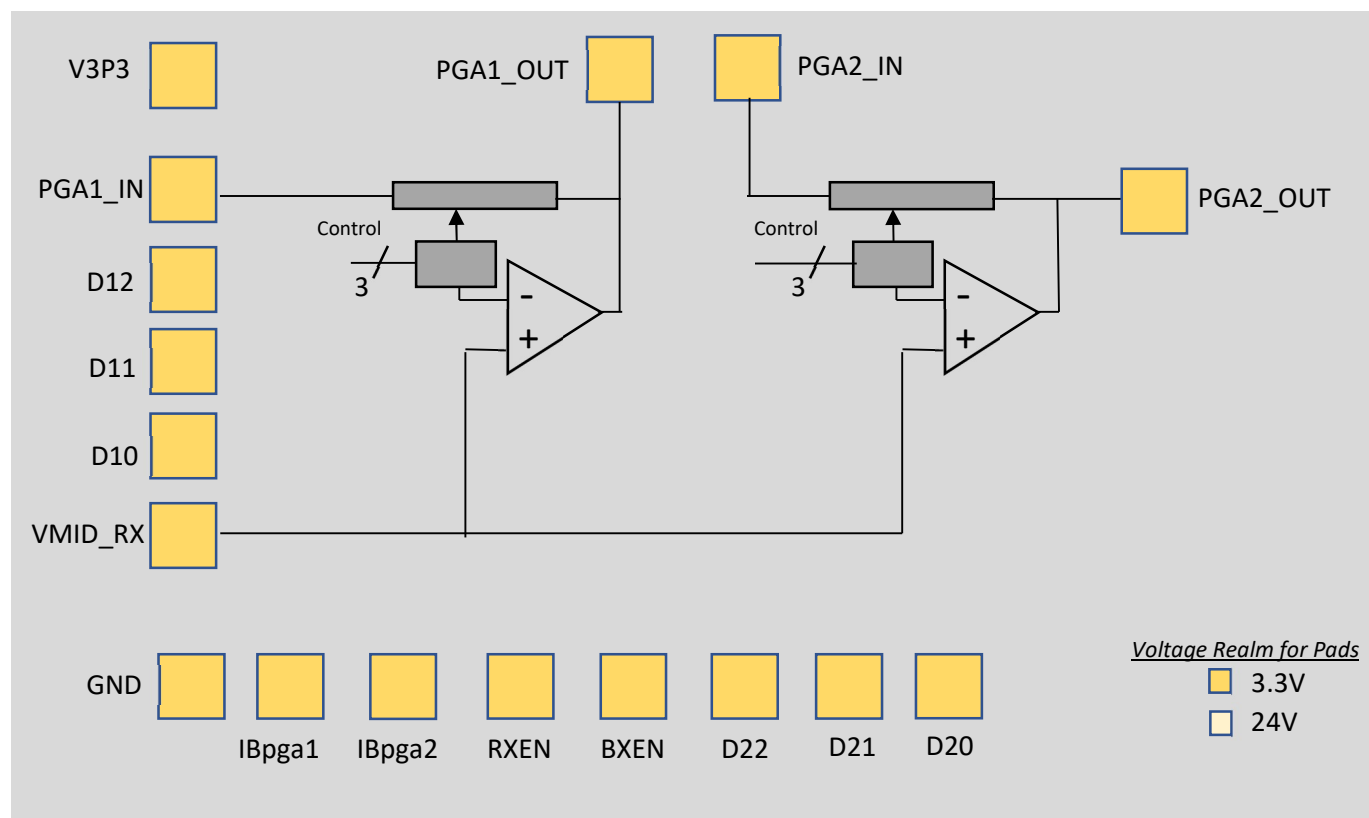 V3P3
PGA1_OUT
PGA2_IN
PGA1_IN
PGA2_OUT
Control
3
Control
3
D12
-
+
-
+
D11
D10
VMID_RX
GND
IBpga1
IBpga2
RXEN
BXEN
D22
D21
D20
Voltage Realm for Pads
3.3V
24V